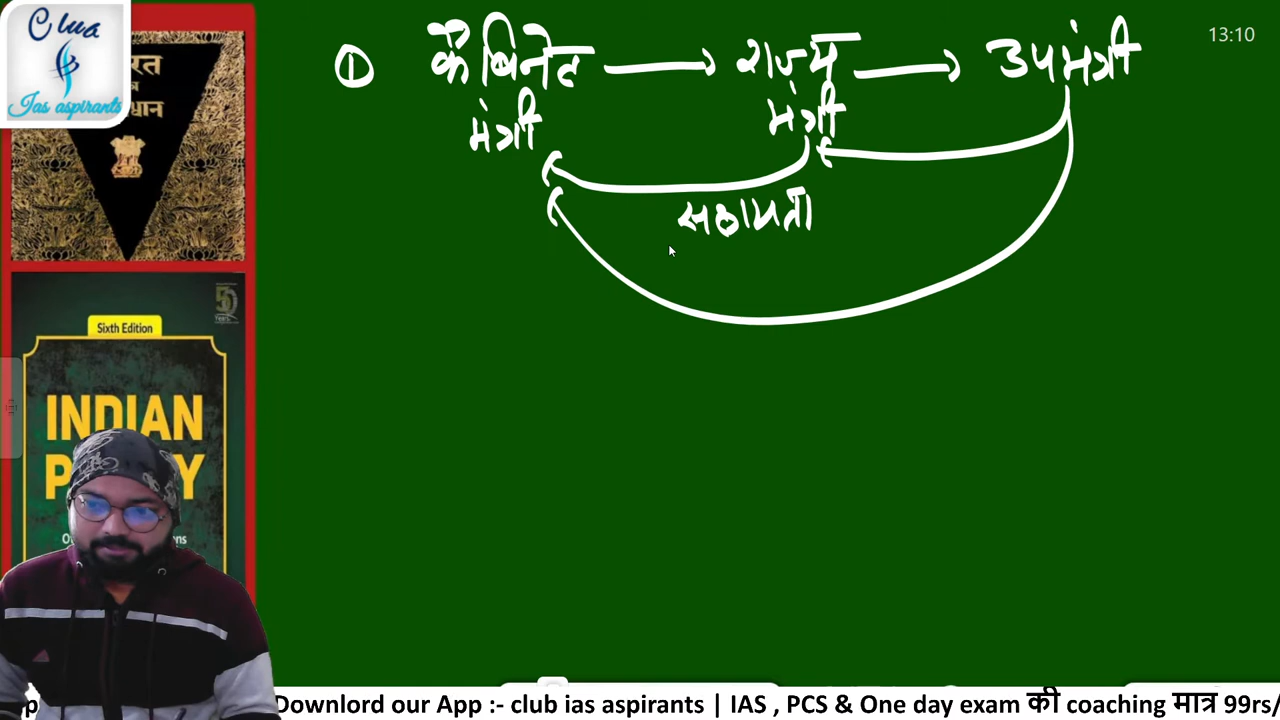 Clua
Ias aspirants
रत
धान
① कैबिनेट → राज्य → उपमंत्री 13:10
मंत्री मंत्री
सहायता
Sixth Edition
INDIAN
P Y
Downlord our App :- club ias aspirants | IAS , PCS & One day exam की coaching मात्र 99rs/